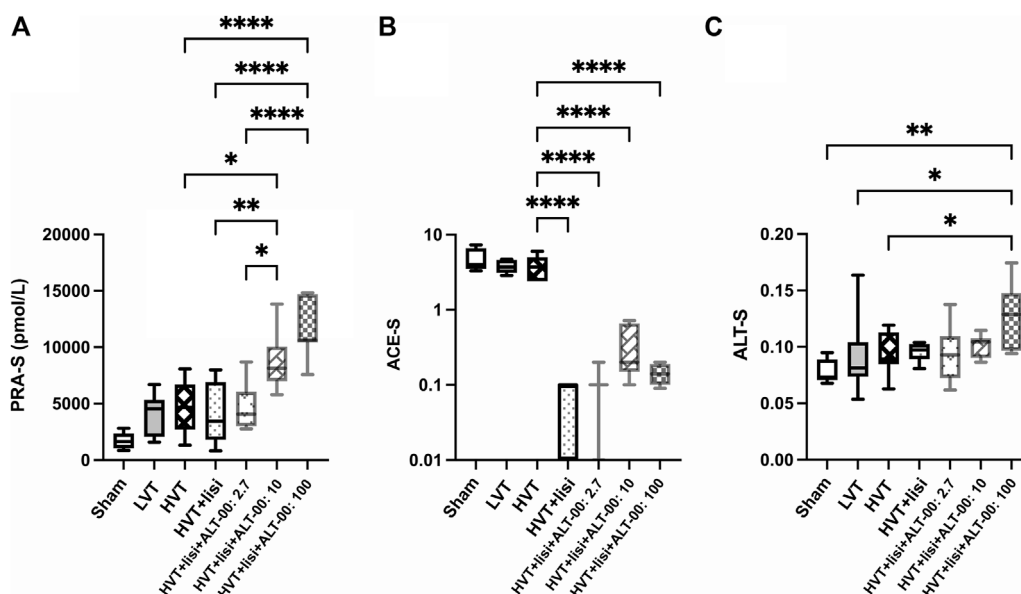 A
B
C
****
****
****
*
**
*
PRA-S (pmol/L)
20000
15000
10000
5000
0
Sham
LVT
HVT
HVT+lisi
HVT+lisi+ALT-00: 2.7
HVT+lisi+ALT-00: 10
HVT+lisi+ALT-00: 100
****
****
****
****
ACE-S
10
1
0.1
0.01
Sham
LVT
HVT
HVT+lisi
HVT+lisi+ALT-00: 2.7
HVT+lisi+ALT-00: 10
HVT+lisi+ALT-00: 100
**
*
*
ALT-S
0.20
0.15
0.10
0.05
0.00
Sham
LVT
HVT
HVT+lisi
HVT+lisi+ALT-00: 2.7
HVT+lisi+ALT-00: 10
HVT+lisi+ALT-00: 100